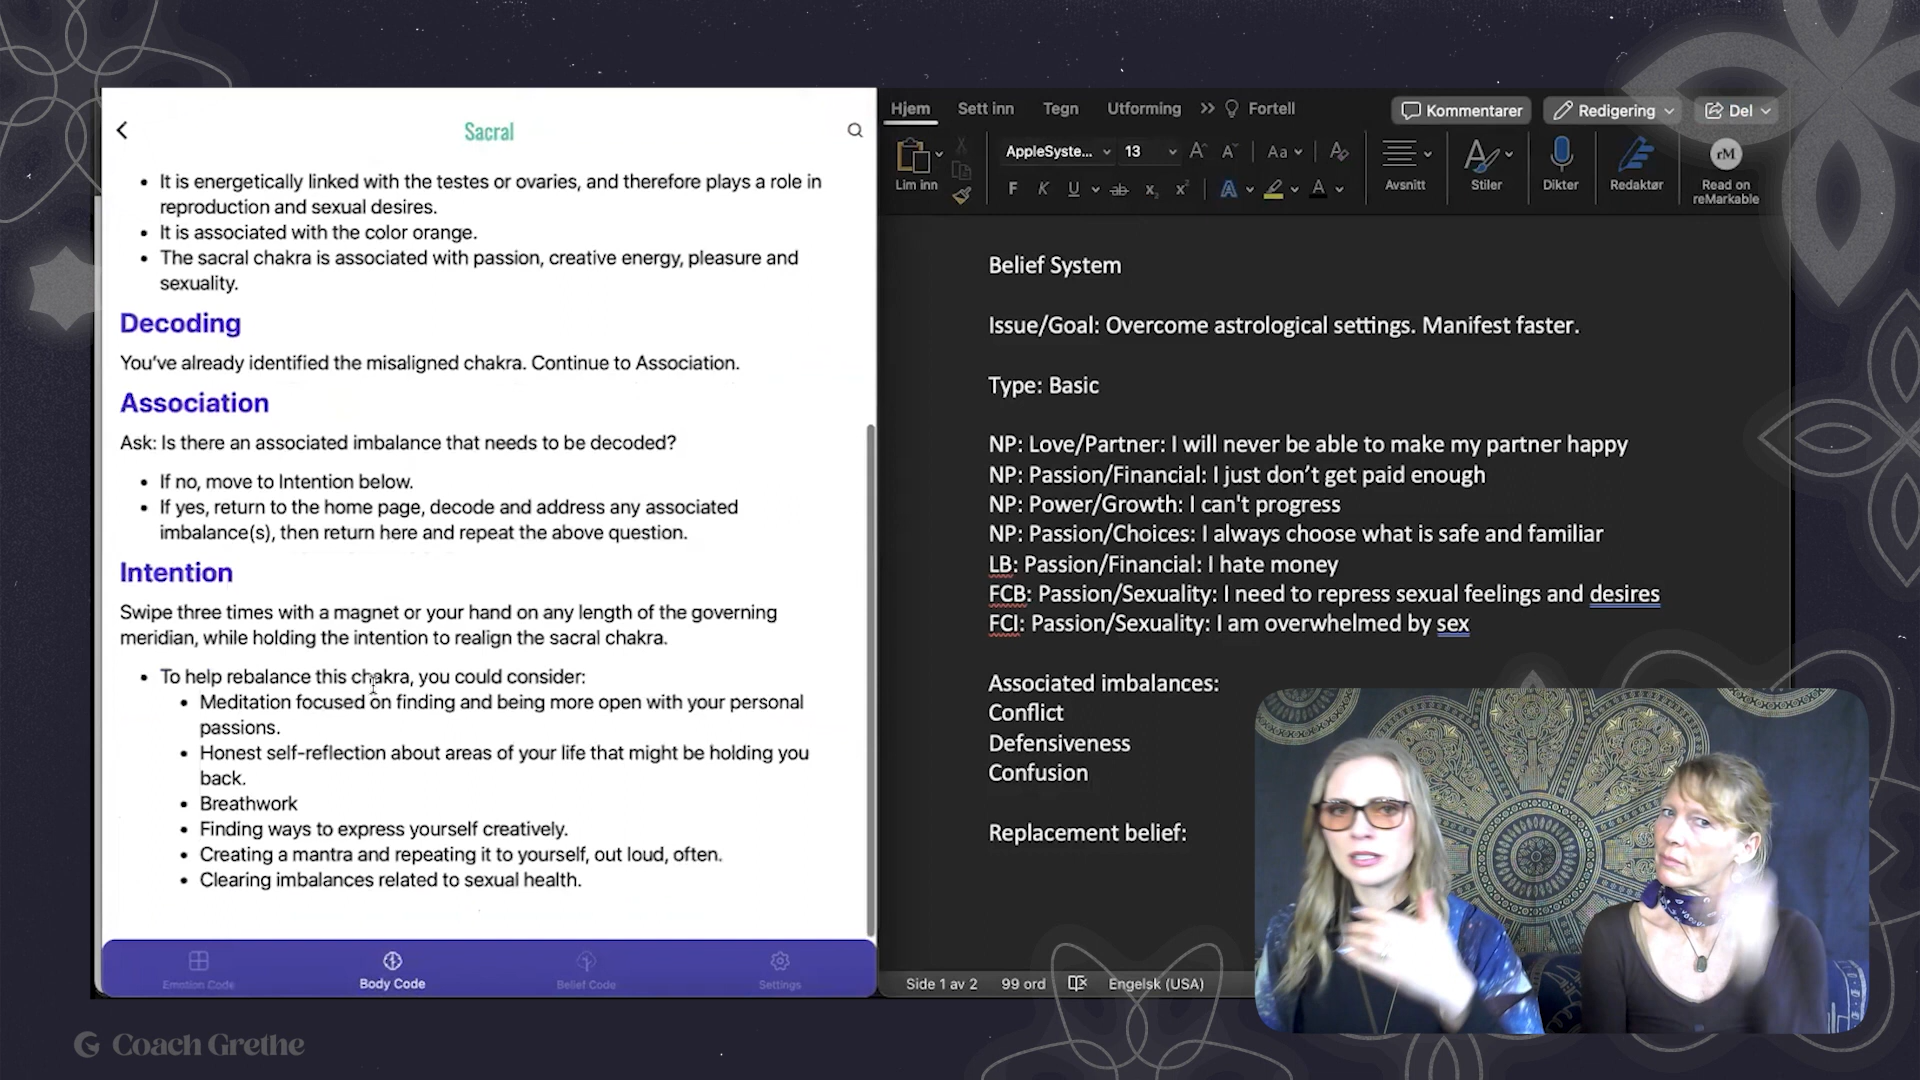 Sacral
• It is energetically linked with the testes or ovaries, and therefore plays a role in
reproduction and sexual desires.
• It is associated with the color orange.
• The sacral chakra is associated with passion, creative energy, pleasure and
sexuality.
Decoding
You've already identified the misaligned chakra. Continue to Association.
Association
Ask: Is there an associated imbalance that needs to be decoded?
• If no, move to Intention below.
• If yes, return to the home page, decode and address any associated
imbalance(s), then return here and repeat the above question.
Intention
Swipe three times with a magnet or your hand on any length of the governing
meridian, while holding the intention to realign the sacral chakra.
• To help rebalance this chakra, you could consider:
• Meditation focused on finding and being more open with your personal
passions.
• Honest self-reflection about areas of your life that might be holding you
back.
• Breathwork
• Finding ways to express yourself creatively.
• Creating a mantra and repeating it to yourself, out loud, often.
• Clearing imbalances related to sexual health.
Emotion Code Body Code Belief Code Settings
Hjem Sett inn Tegn Utforming >> Fortell Kommentarer Redigering Del
AppleSyste... 13 A A Aa A
Lim inn F K U ab x₂ x² A A Avsnitt Stiler Dikter Redaktør rM Read on
reMarkable
Belief System
Issue/Goal: Overcome astrological settings. Manifest faster.
Type: Basic
NP: Love/Partner: I will never be able to make my partner happy
NP: Passion/Financial: I just don't get paid enough
NP: Power/Growth: I can't progress
NP: Passion/Choices: I always choose what is safe and familiar
LB: Passion/Financial: I hate money
FCB: Passion/Sexuality: I need to repress sexual feelings and desires
FCI: Passion/Sexuality: I am overwhelmed by sex
Associated imbalances:
Conflict
Defensiveness
Confusion
Replacement belief:
Side 1 av 2 99 ord Engelsk (USA)
Coach Grethe